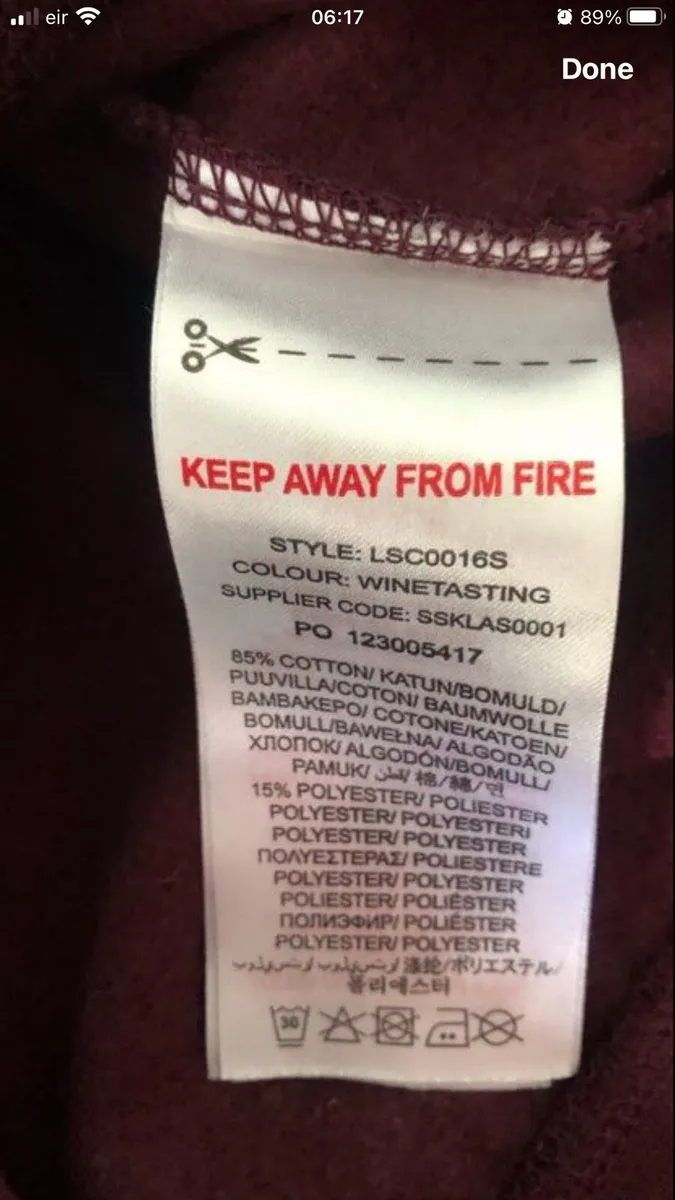 eir
06:17
89%
Done
KEEP AWAY FROM FIRE
STYLE: LSC0016S
COLOUR: WINETASTING
SUPPLIER CODE: SSKLAS0001
PO 123005417
85% COTTON/ KATUN/BOMULD/
PUUVILLA/COTON/ BAUMWOLLE
BAMBAKEPO/ COTONE/KATOEN/
BOMULL/BAWEŁNA/ ALGODÃO
ХЛОПОК/ ALGODÓN/BOMULL/
PAMUK/ 棉/綿/면
15% POLYESTER/ POLIESTER
POLYESTER/ POLYESTERI
POLYESTER/ POLYESTER
ΠΟΛΥΕΣΤΕΡΑΣ/ POLIESTERE
POLYESTER/ POLYESTER
POLIESTER/ POLIÉSTER
ПОЛИЭФИР/ POLIÉSTER
POLYESTER/ POLYESTER
涤纶/ポリエステル/
폴리에스터
30